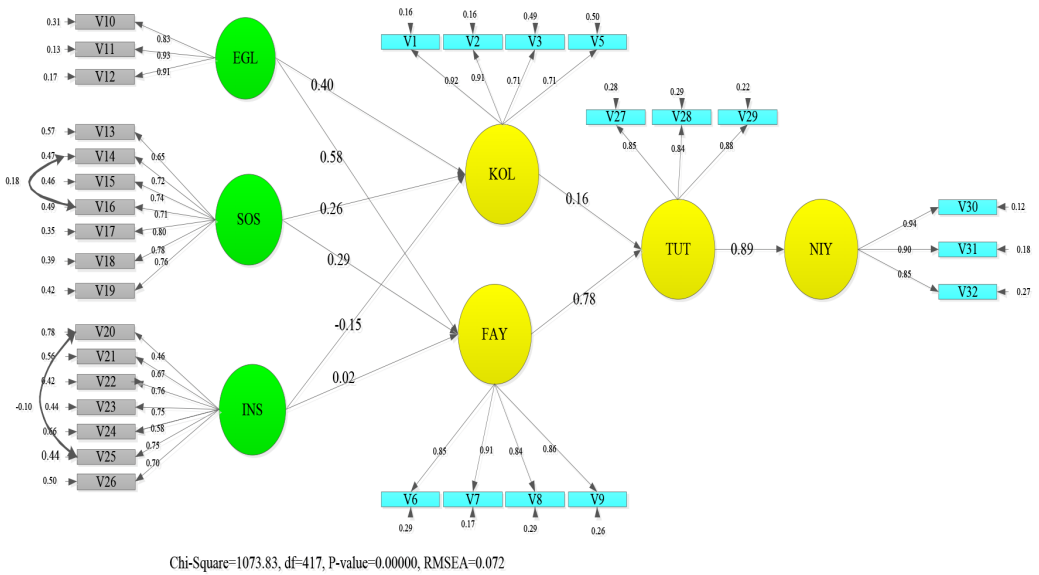 0.31 V10
0.13 V11
0.17 V12
0.83
0.93
0.91
EGL
0.57 V13
0.47 V14
0.46 V15
0.49 V16
0.35 V17
0.39 V18
0.42 V19
0.18
0.65
0.72
0.74
0.71
0.80
0.78
0.76
SOS
0.78 V20
0.56 V21
0.42 V22
0.44 V23
0.66 V24
0.44 V25
0.50 V26
-0.10
0.46
0.67
0.76
0.75
0.58
0.75
0.70
INS
0.40
0.58
0.26
0.29
-0.15
0.02
0.16 0.16 0.49 0.50
V1 V2 V3 V5
0.92 0.91 0.71 0.71
KOL
FAY
0.85 0.91 0.84 0.86
V6 V7 V8 V9
0.29 0.17 0.29 0.26
0.16
0.78
0.28 0.29 0.22
V27 V28 V29
0.85 0.84 0.88
TUT
0.89
NIY
0.94
0.90
0.85
V30 0.12
V31 0.18
V32 0.27
Chi-Square=1073.83, df=417, P-value=0.00000, RMSEA=0.072